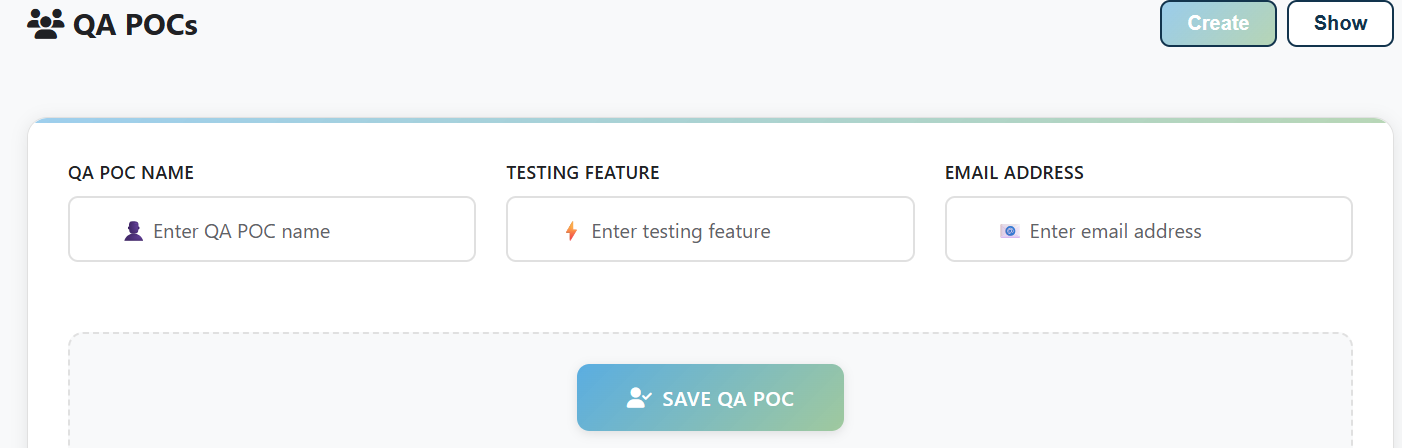 QA POCs
Create
Show
QA POC NAME
TESTING FEATURE
EMAIL ADDRESS
Enter QA POC name
Enter testing feature
Enter email address
SAVE QA POC